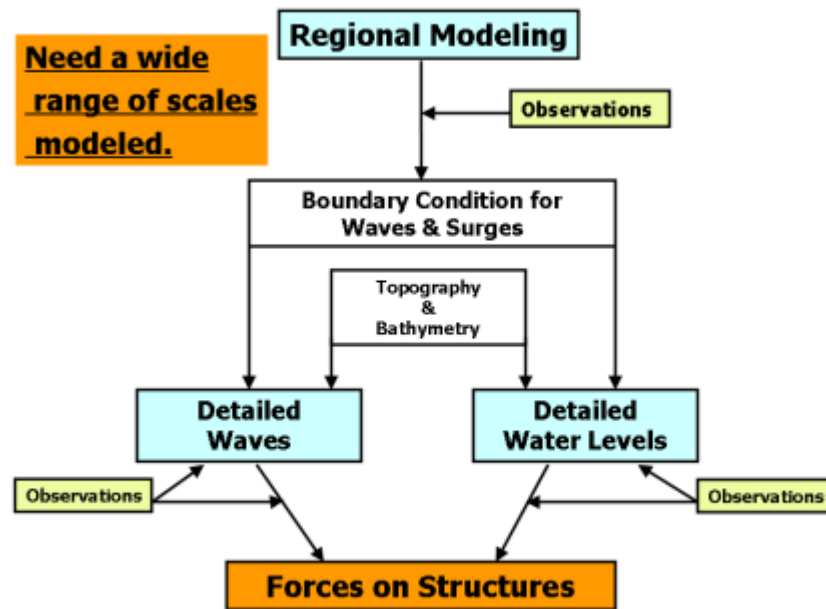 Regional Modeling
Need a wide
range of scales
modeled.
Observations
Boundary Condition for
Waves & Surges
Topography
&
Bathymetry
Detailed
Waves
Detailed
Water Levels
Observations
Observations
Forces on Structures